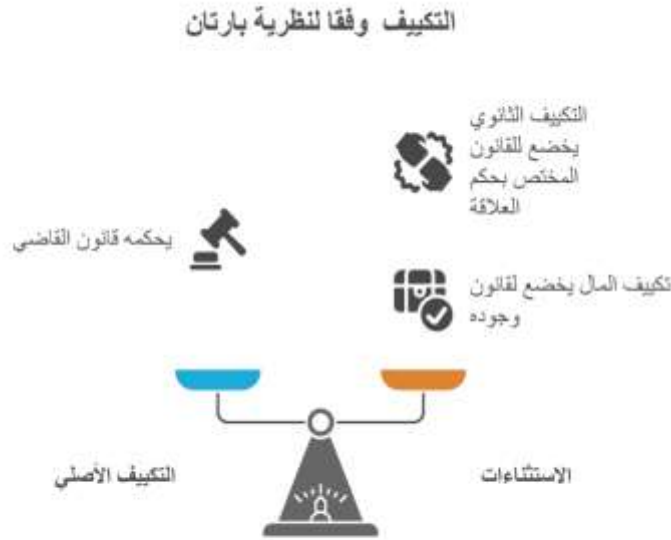 التكييف وفقا لنظرية بارتان
التكييف الثانوي
يخضع للقانون
المختص بحكم
العلاقة
يحكمه قانون القاضي
تكييف المال يخضع لقانون
وجوده
الاستثناءات
التكييف الأصلي